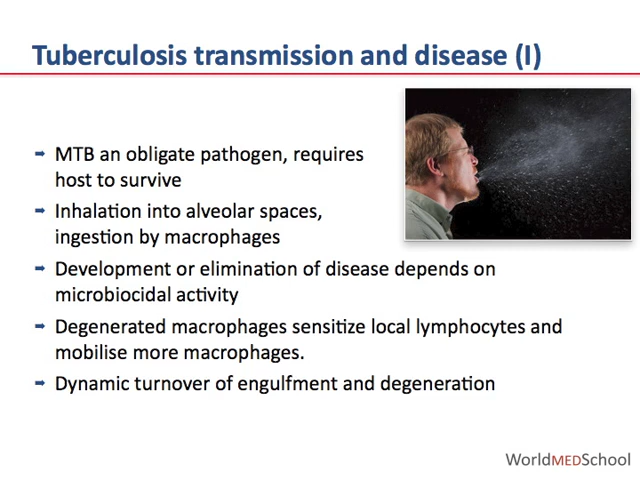 Tuberculosis transmission and disease (I)
MTB an obligate pathogen, requires
host to survive
Inhalation into alveolar spaces,
ingestion by macrophages
Development or elimination of disease depends on
microbiocidal activity
Degenerated macrophages sensitize local lymphocytes and
mobilise more macrophages.
Dynamic turnover of engulfment and degeneration
WorldMEDSchool